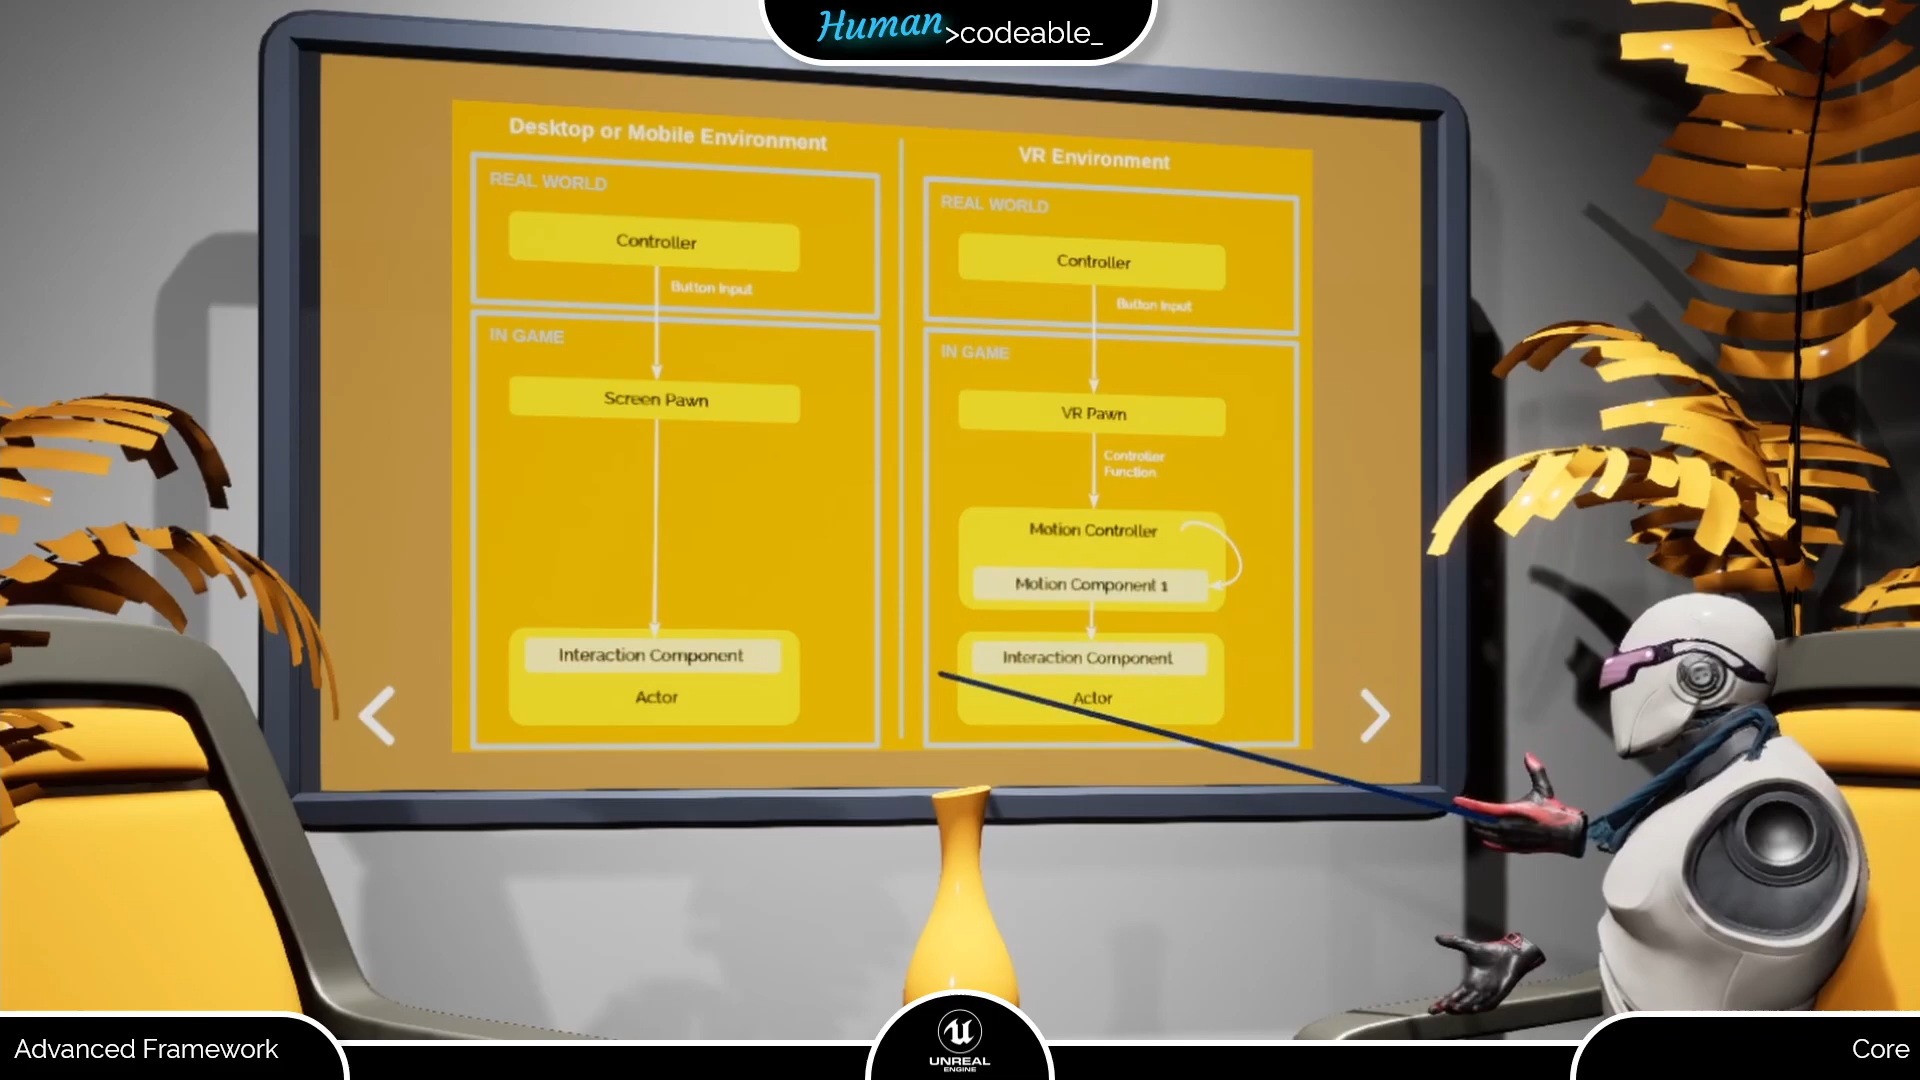 Human >codeable_
Desktop or Mobile Environment
REAL WORLD
Controller
Button Input
IN GAME
Screen Pawn
Interaction Component
Actor
VR Environment
REAL WORLD
Controller
Button Input
IN GAME
VR Pawn
Controller
Function
Motion Controller
Motion Component 1
Interaction Component
Actor
Advanced Framework
UNREAL
ENGINE
Core